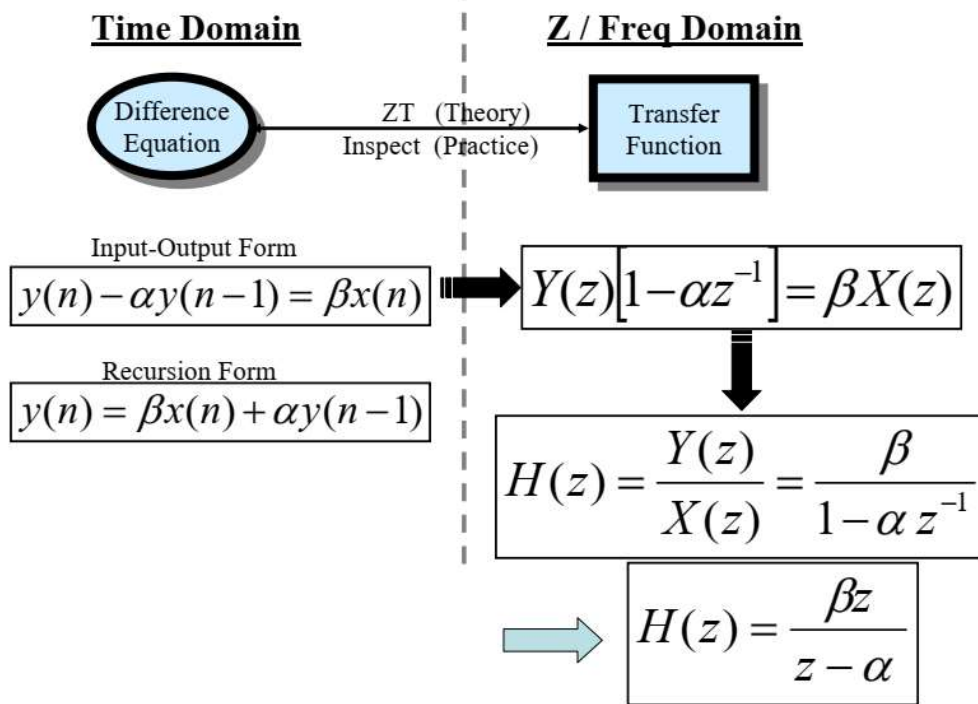 Time Domain
Z / Freq Domain
Difference
Equation
ZT (Theory)
Inspect (Practice)
Transfer
Function
Input-Output Form
y(n) − αy(n−1) = βx(n)
Y(z)[1−αz⁻¹] = βX(z)
Recursion Form
y(n) = βx(n) + αy(n−1)
H(z) = Y(z)/X(z) = β/(1−α z⁻¹)
H(z) = βz/(z−α)